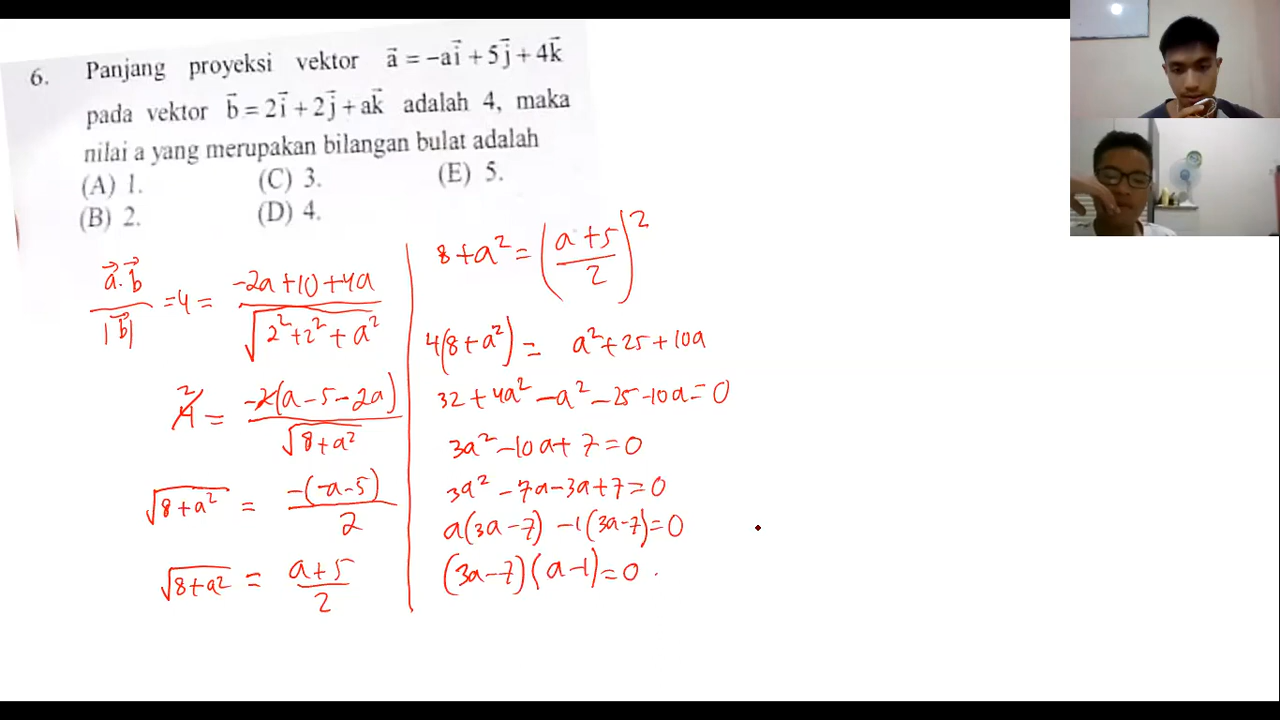 6. Panjang proyeksi vektor a⃗ = -ai⃗ + 5j⃗ + 4k⃗
pada vektor b⃗ = 2i⃗ + 2j⃗ + ak⃗ adalah 4, maka
nilai a yang merupakan bilangan bulat adalah
(A) 1. (C) 3. (E) 5.
(B) 2. (D) 4.
a⃗.b⃗ / |b⃗| = 4 = (-2a+10+4a) / √(2²+2²+a²)
4 2 = -2(a-5-2a) / √(8+a²)
√(8+a²) = -(-a-5) / 2
√(8+a²) = (a+5) / 2
8+a² = ((a+5)/2)²
4(8+a²) = a²+25+10a
32+4a²-a²-25-10a=0
3a²-10a+7=0
3a²-7a-3a+7=0
a(3a-7) -1(3a-7)=0
(3a-7)(a-1)=0.